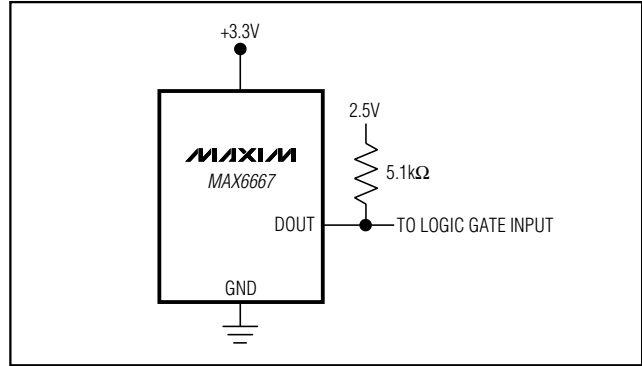 +3.3V
2.5V
MAXIM
MAX6667
5.1kΩ
DOUT
TO LOGIC GATE INPUT
GND